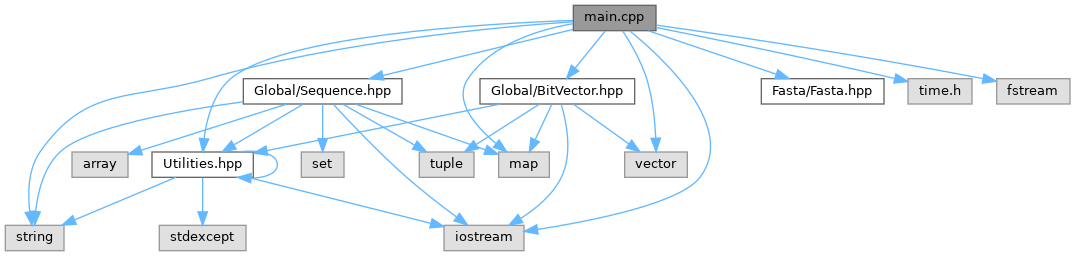 main.cpp
Global/Sequence.hpp
Global/BitVector.hpp
Fasta/Fasta.hpp
time.h
fstream
array
Utilities.hpp
set
tuple
map
vector
string
stdexcept
iostream